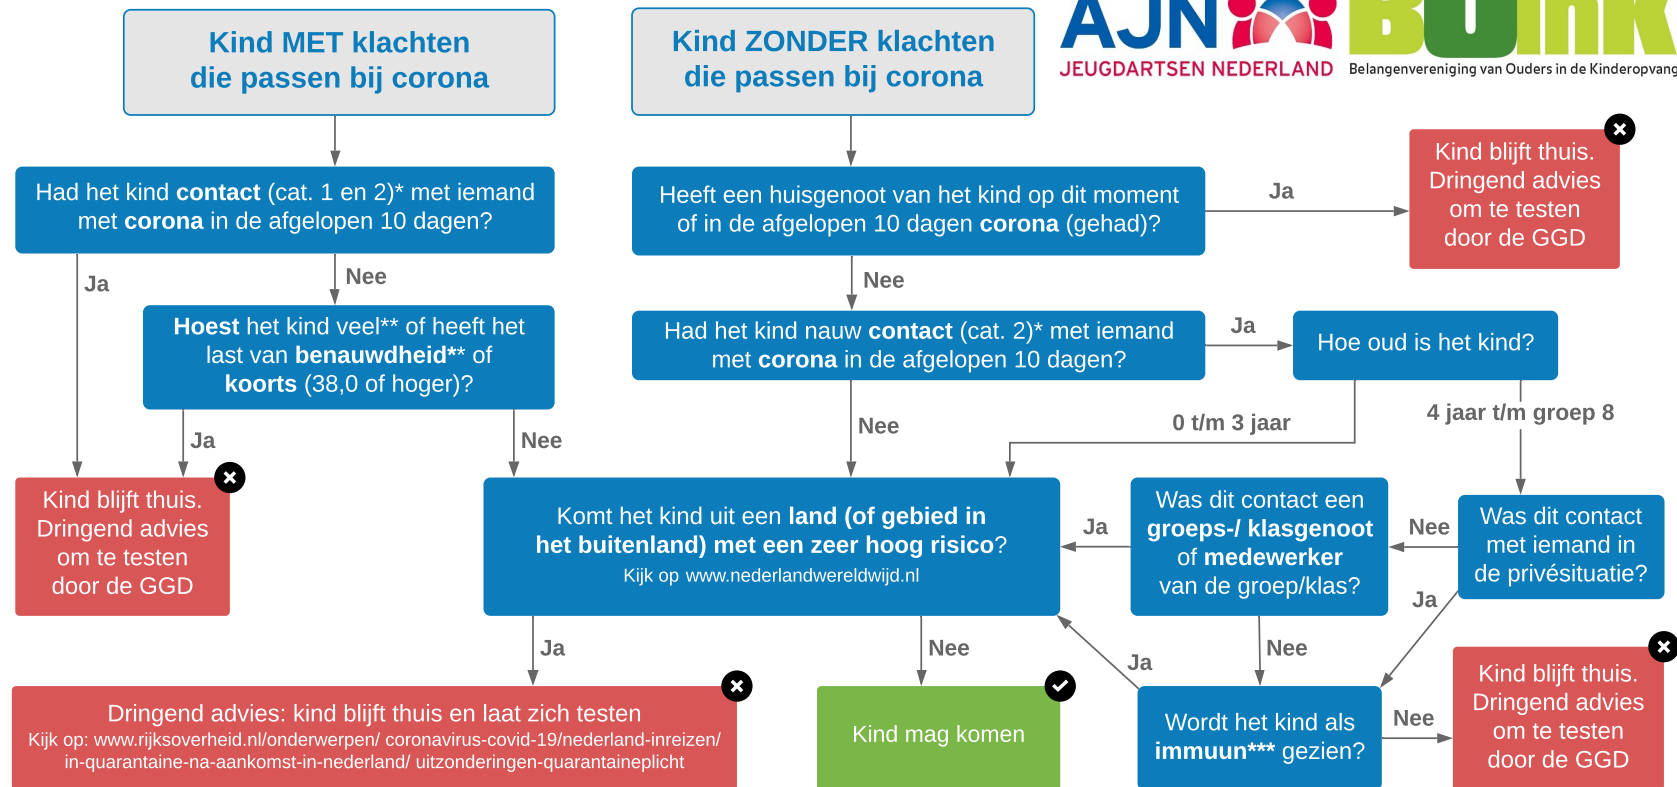 Kind MET klachten
die passen bij corona
Kind ZONDER klachten
die passen bij corona
AJN
JEUGDARTSEN NEDERLAND
BOink
Belangenvereniging van Ouders in de Kinderopvang
Had het kind contact (cat. 1 en 2)* met iemand
met corona in de afgelopen 10 dagen?
Heeft een huisgenoot van het kind op dit moment
of in de afgelopen 10 dagen corona (gehad)?
Ja
Kind blijft thuis.
Dringend advies
om te testen
door de GGD
Ja
Nee
Nee
Hoest het kind veel** of heeft het
last van benauwdheid** of
koorts (38,0 of hoger)?
Had het kind nauw contact (cat. 2)* met iemand
met corona in de afgelopen 10 dagen?
Ja
Hoe oud is het kind?
Ja
Nee
Nee
0 t/m 3 jaar
4 jaar t/m groep 8
Kind blijft thuis.
Dringend advies
om te testen
door de GGD
Komt het kind uit een land (of gebied in
het buitenland) met een zeer hoog risico?
Kijk op www.nederlandwereldwijd.nl
Ja
Was dit contact een
groeps-/ klasgenoot
of medewerker
van de groep/klas?
Nee
Was dit contact
met iemand in
de privésituatie?
Ja
Ja
Nee
Ja
Nee
Dringend advies: kind blijft thuis en laat zich testen
Kijk op: www.rijksoverheid.nl/onderwerpen/ coronavirus-covid-19/nederland-inreizen/
in-quarantaine-na-aankomst-in-nederland/ uitzonderingen-quarantaineplicht
Kind mag komen
Wordt het kind als
immuun*** gezien?
Nee
Kind blijft thuis.
Dringend advies
om te testen
door de GGD